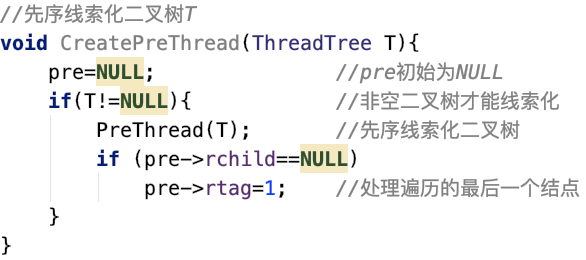 //先序线索化二叉树T
void CreatePreThread(ThreadTree T){
    pre=NULL;                //pre初始为NULL
    if(T!=NULL){             //非空二叉树才能线索化
        PreThread(T);        //先序线索化二叉树
        if (pre->rchild==NULL)
            pre->rtag=1;     //处理遍历的最后一个结点
    }
}